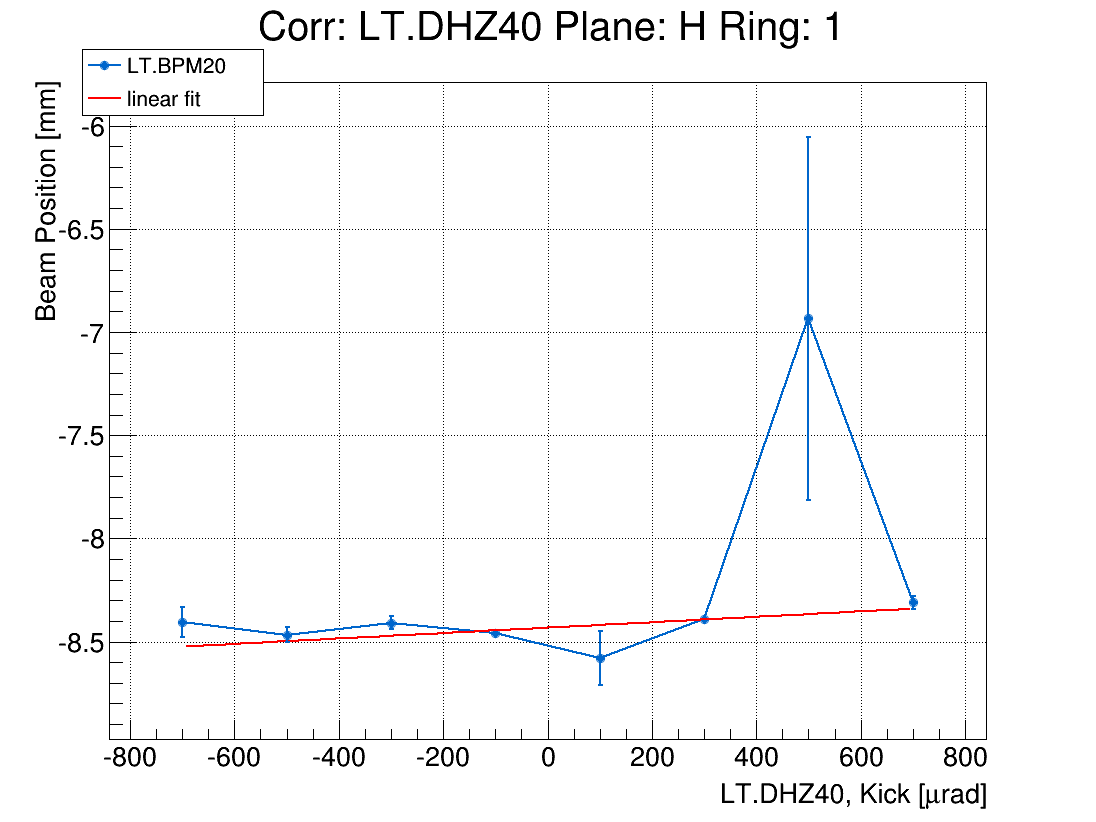 Corr: LT.DHZ40 Plane: H Ring: 1
LT.BPM20
linear fit
Beam Position [mm]
-6
-6.5
-7
-7.5
-8
-8.5
-800 -600 -400 -200 0 200 400 600 800
LT.DHZ40, Kick [μrad]